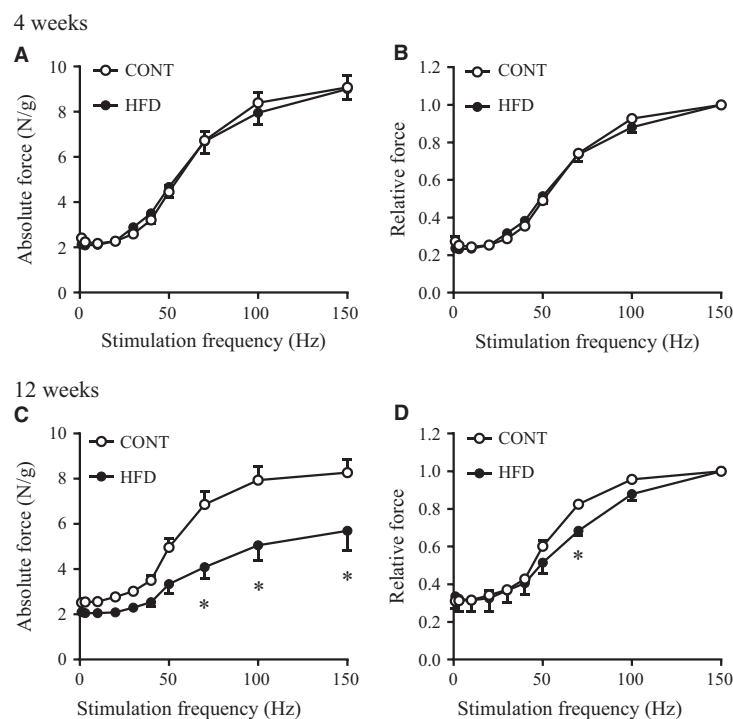 4 weeks
A
10
8
6
4
2
0
Absolute force (N/g)
CONT
HFD
0 50 100 150
Stimulation frequency (Hz)
B
1.2
1.0
0.8
0.6
0.4
0.2
0.0
Relative force
CONT
HFD
0 50 100 150
Stimulation frequency (Hz)
12 weeks
C
10
8
6
4
2
0
Absolute force (N/g)
CONT
HFD
* * *
0 50 100 150
Stimulation frequency (Hz)
D
1.2
1.0
0.8
0.6
0.4
0.2
0.0
Relative force
CONT
HFD
*
0 50 100 150
Stimulation frequency (Hz)